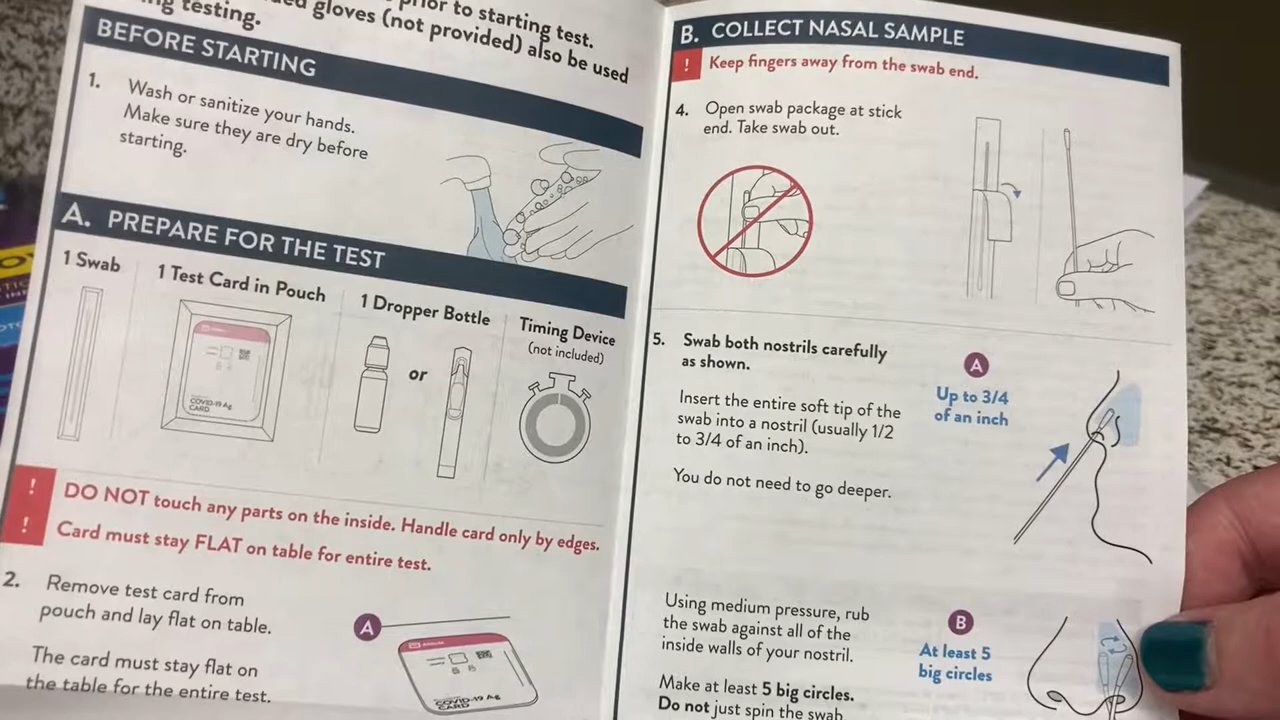 prior to starting test.
gloves (not provided) also be used
testing.
BEFORE STARTING
1. Wash or sanitize your hands.
Make sure they are dry before
starting.
A. PREPARE FOR THE TEST
1 Swab
1 Test Card in Pouch
1 Dropper Bottle
Timing Device
(not included)
or
COVID-19 Ag
CARD
! DO NOT touch any parts on the inside. Handle card only by edges.
! Card must stay FLAT on table for entire test.
2. Remove test card from
pouch and lay flat on table.
The card must stay flat on
the table for the entire test.
A
COVID-19 Ag
CARD
B. COLLECT NASAL SAMPLE
! Keep fingers away from the swab end.
4. Open swab package at stick
end. Take swab out.
5. Swab both nostrils carefully
as shown.
Insert the entire soft tip of the
swab into a nostril (usually 1/2
to 3/4 of an inch).
You do not need to go deeper.
A
Up to 3/4
of an inch
Using medium pressure, rub
the swab against all of the
inside walls of your nostril.
Make at least 5 big circles.
Do not just spin the swab
B
At least 5
big circles